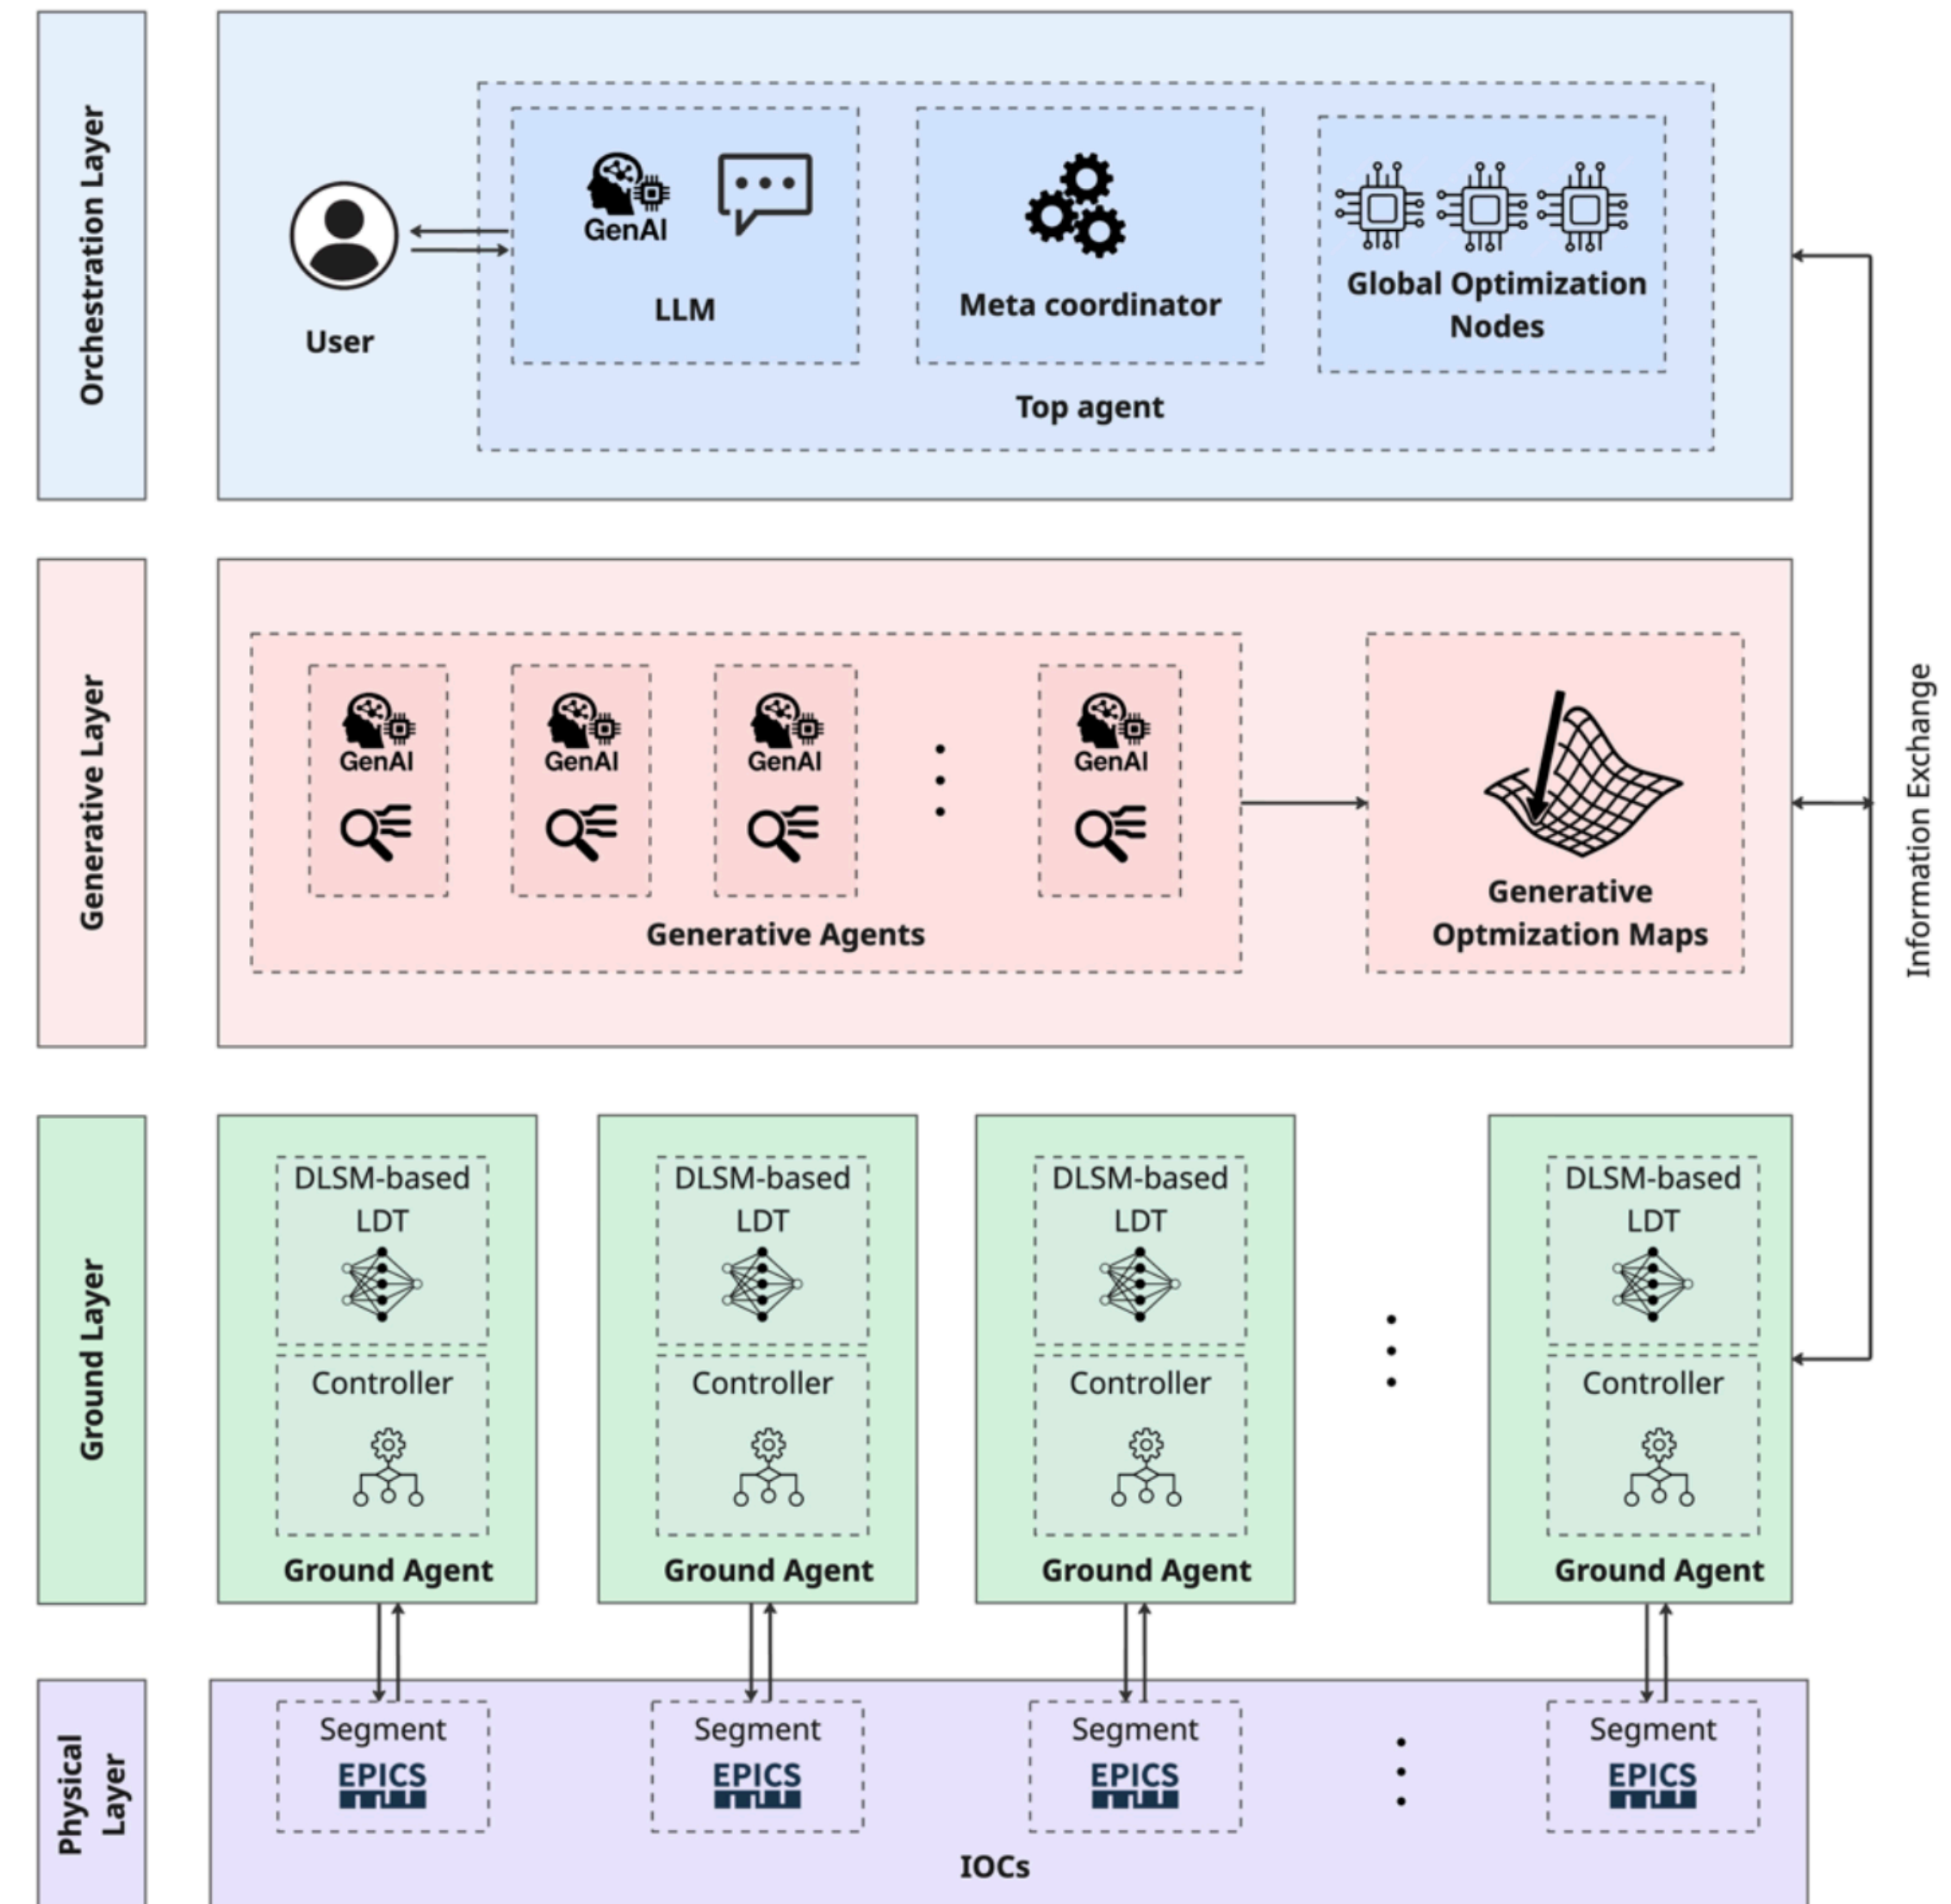 Orchestration Layer
GenAI
LLM
Meta coordinator
Global Optimization
Nodes
User
Top agent
Generative Layer
GenAI
GenAI
GenAI
GenAI
Generative Agents
Generative
Optmization Maps
Information Exchange
Ground Layer
DLSM-based
LDT
Controller
Ground Agent
DLSM-based
LDT
Controller
Ground Agent
DLSM-based
LDT
Controller
Ground Agent
DLSM-based
LDT
Controller
Ground Agent
Physical
Layer
Segment
EPICS
Segment
EPICS
Segment
EPICS
Segment
EPICS
IOCs